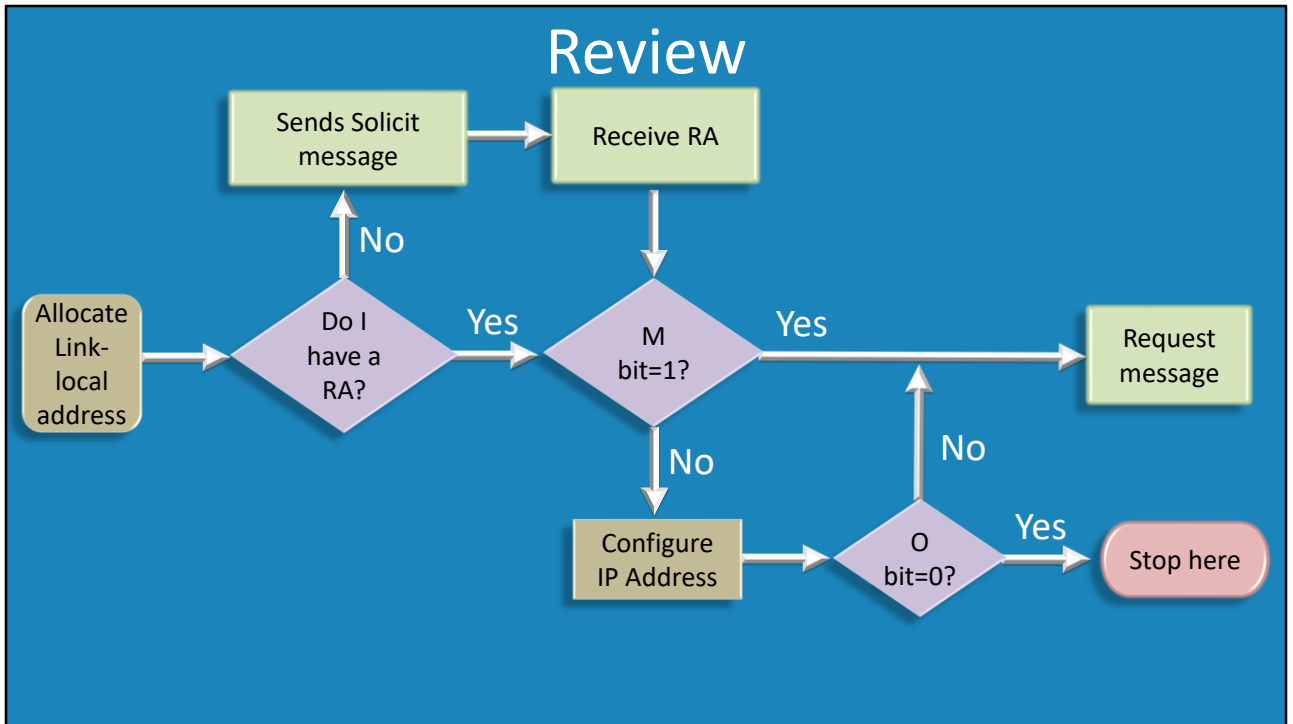 Review
Sends Solicit
message
Receive RA
No
Allocate
Link-
local
address
Do I
have a
RA?
Yes
M
bit=1?
Yes
Request
message
No
No
Configure
IP Address
O
bit=0?
Yes
Stop here